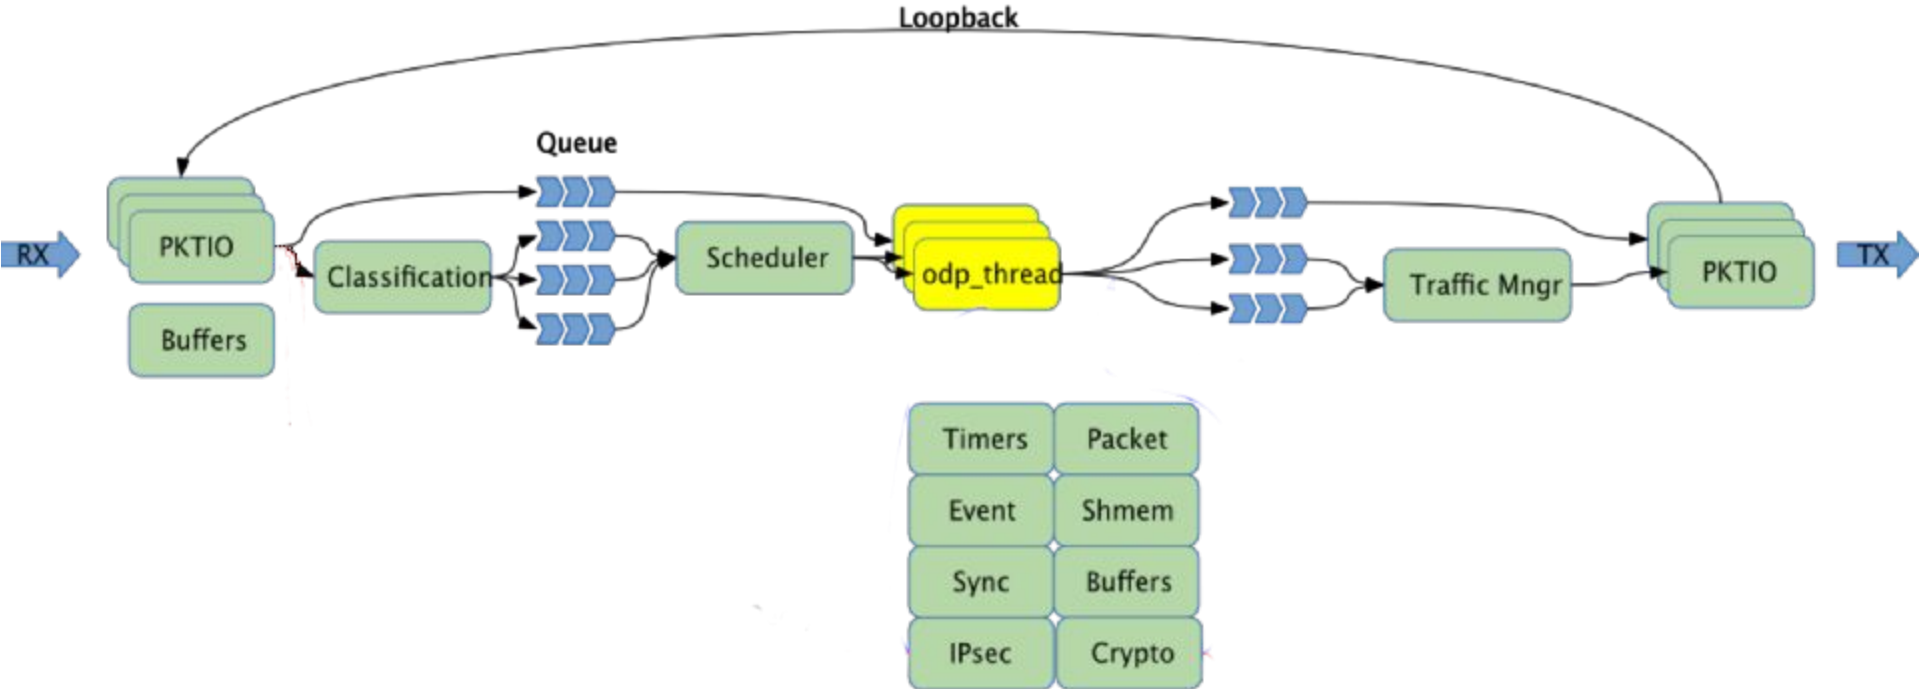 Loopback
Queue
RX
PKTIO
Classification
Scheduler
odp_thread
Traffic Mngr
PKTIO
TX
Buffers
Timers
Packet
Event
Shmem
Sync
Buffers
IPsec
Crypto